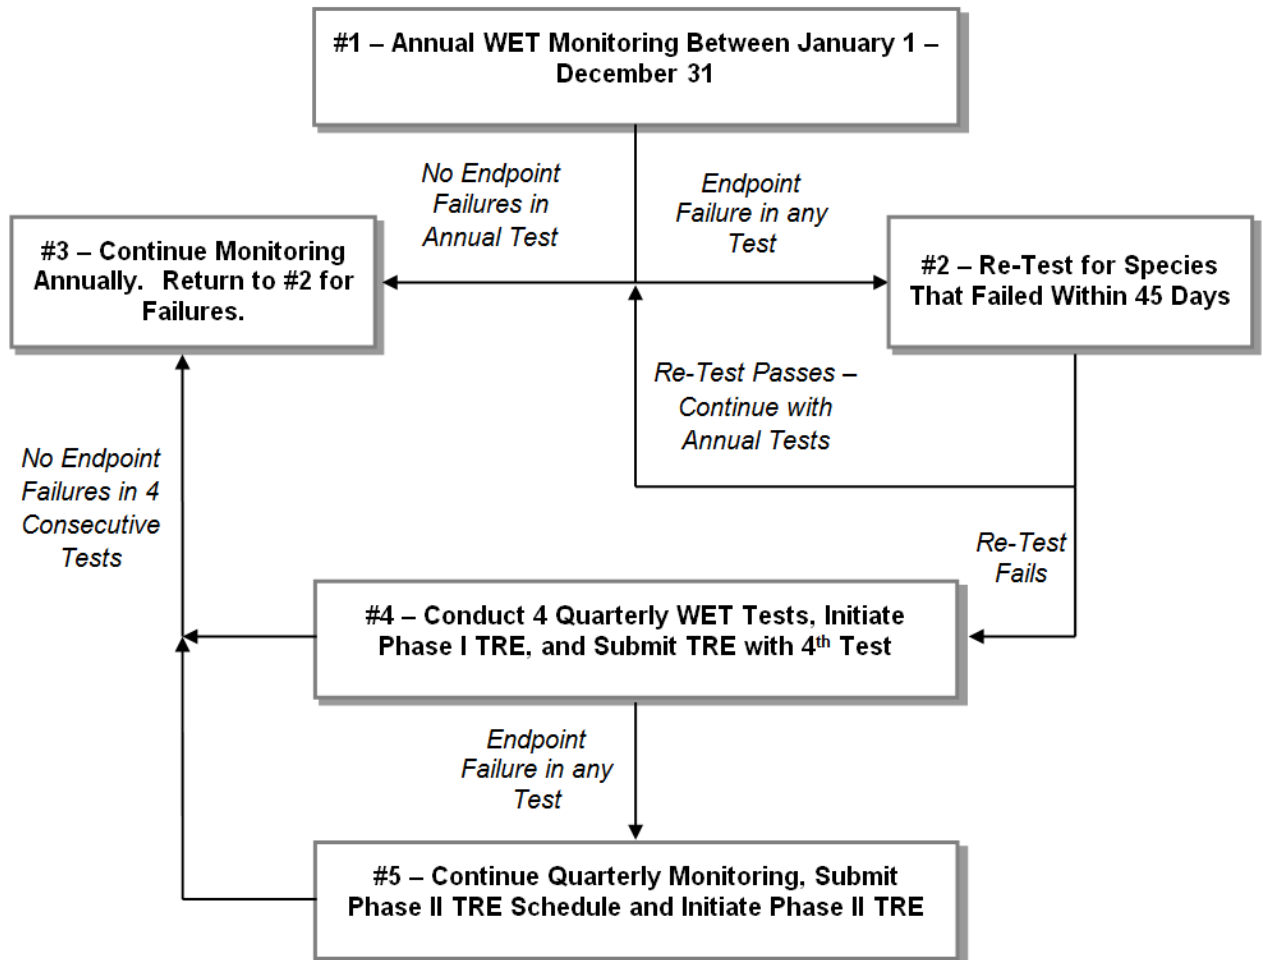 #1 – Annual WET Monitoring Between January 1 –
December 31
No Endpoint
Failures in
Annual Test
Endpoint
Failure in any
Test
#3 – Continue Monitoring
Annually.  Return to #2 for
Failures.
#2 – Re-Test for Species
That Failed Within 45 Days
Re-Test Passes –
Continue with
Annual Tests
No Endpoint
Failures in 4
Consecutive
Tests
Re-Test
Fails
#4 – Conduct 4 Quarterly WET Tests, Initiate
Phase I TRE, and Submit TRE with 4th Test
Endpoint
Failure in any
Test
#5 – Continue Quarterly Monitoring, Submit
Phase II TRE Schedule and Initiate Phase II TRE